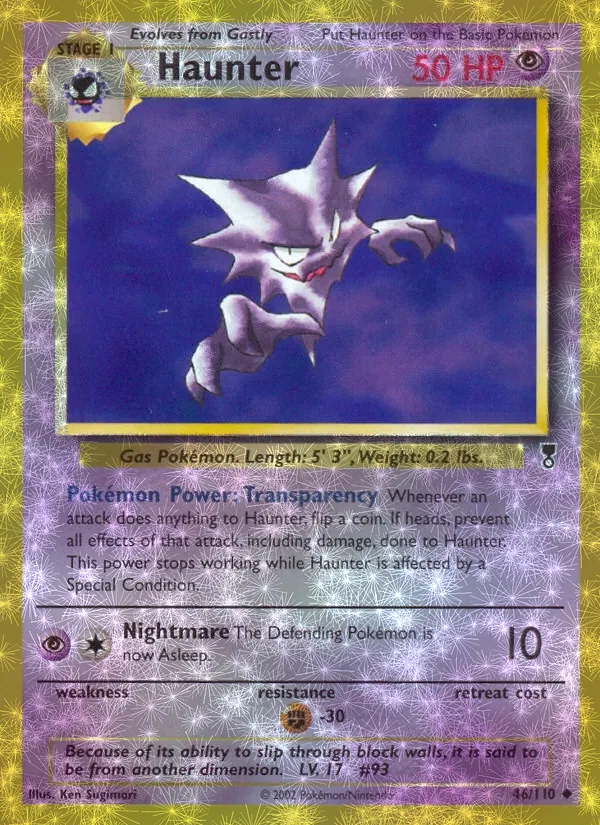 Evolves from Gastly Put Haunter on the Basic Pokémon
STAGE 1
Haunter 50 HP
Gas Pokémon. Length: 5' 3", Weight: 0.2 lbs.
Pokémon Power: Transparency Whenever an
attack does anything to Haunter, flip a coin. If heads, prevent
all effects of that attack, including damage, done to Haunter.
This power stops working while Haunter is affected by a
Special Condition.
Nightmare The Defending Pokémon is
now Asleep.
10
weakness resistance retreat cost
-30
Because of its ability to slip through block walls, it is said to
be from another dimension. LV. 17 #93
Illus. Ken Sugimori © 2002 Pokémon/Nintendo 46/110